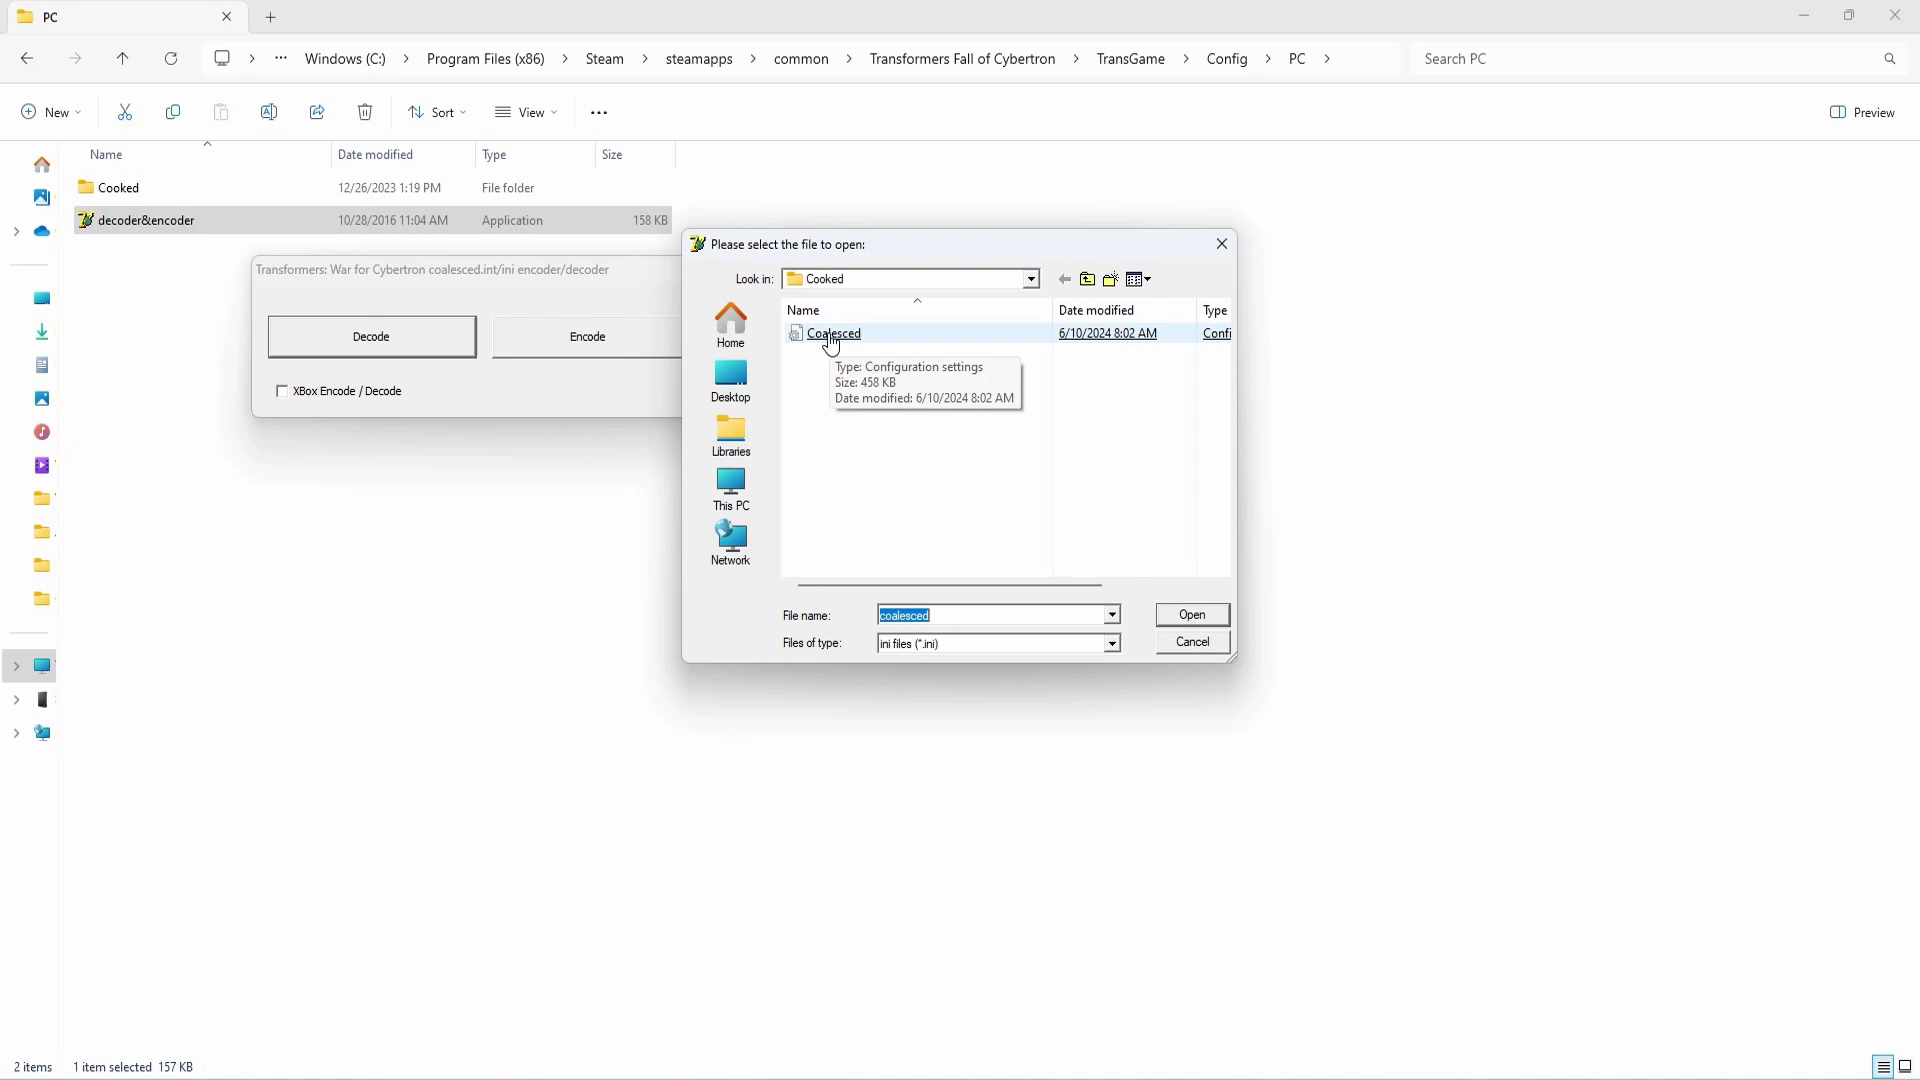 PC
Windows (C:) Program Files (x86) Steam steamapps common Transformers Fall of Cybertron TransGame Config PC
Search PC
New
Sort
View
Preview
Name Date modified Type Size
Cooked 12/26/2023 1:19 PM File folder
decoder&encoder 10/28/2016 11:04 AM Application 158 KB
Transformers: War for Cybertron coalesced.int/ini encoder/decoder
Decode
Encode
XBox Encode / Decode
Please select the file to open:
Look in: Cooked
Name Date modified Type
Coalesced 6/10/2024 8:02 AM Confi
Type: Configuration settings
Size: 458 KB
Date modified: 6/10/2024 8:02 AM
Home
Desktop
Libraries
This PC
Network
File name: coalesced
Open
Files of type: ini files (*.ini)
Cancel
2 items 1 item selected 157 KB